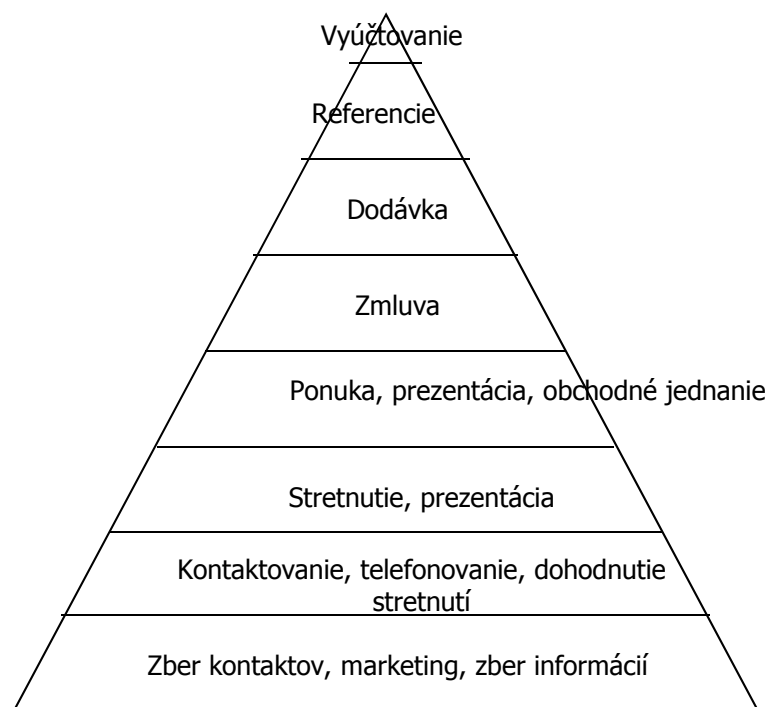 Vyúčtovanie
Referencie
Dodávka
Zmluva
Ponuka, prezentácia, obchodné jednanie
Stretnutie, prezentácia
Kontaktovanie, telefonovanie, dohodnutie
stretnutí
Zber kontaktov, marketing, zber informácií